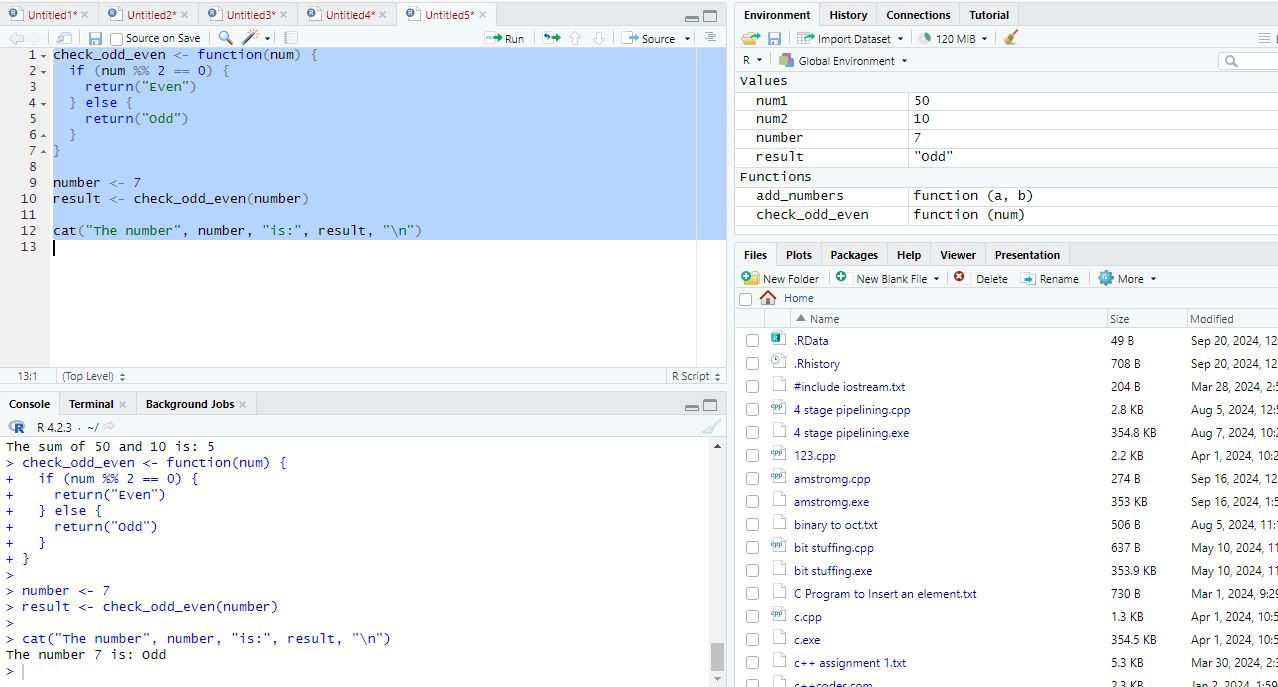 Untitled1* Untitled2* Untitled3* Untitled4* Untitled5*
Source on Save Run Source
1 check_odd_even <- function(num) {
2 if (num %% 2 == 0) {
3 return("Even")
4 } else {
5 return("Odd")
6 }
7 }
8
9 number <- 7
10 result <- check_odd_even(number)
11
12 cat("The number", number, "is:", result, "\n")
13
13:1 (Top Level) R Script
Console Terminal Background Jobs
R 4.2.3 · ~/
The sum of 50 and 10 is: 5
> check_odd_even <- function(num) {
+ if (num %% 2 == 0) {
+ return("Even")
+ } else {
+ return("Odd")
+ }
+ }
>
> number <- 7
> result <- check_odd_even(number)
>
> cat("The number", number, "is:", result, "\n")
The number 7 is: Odd
>
Environment History Connections Tutorial
Import Dataset 120 MiB
R Global Environment
Values
num1 50
num2 10
number 7
result "Odd"
Functions
add_numbers function (a, b)
check_odd_even function (num)
Files Plots Packages Help Viewer Presentation
New Folder New Blank File Delete Rename More
Home
Name Size Modified
.RData 49 B Sep 20, 2024, 12
.Rhistory 708 B Sep 20, 2024, 12
#include iostream.txt 204 B Mar 28, 2024, 2:5
4 stage pipelining.cpp 2.8 KB Aug 5, 2024, 12:5
4 stage pipelining.exe 354.8 KB Aug 7, 2024, 10:2
123.cpp 2.2 KB Apr 1, 2024, 10:2
amstromg.cpp 274 B Sep 16, 2024, 12
amstromg.exe 353 KB Sep 16, 2024, 1:5
binary to oct.txt 506 B Aug 5, 2024, 11:
bit stuffing.cpp 637 B May 10, 2024, 11
bit stuffing.exe 353.9 KB May 10, 2024, 11
C Program to Insert an element.txt 730 B Mar 1, 2024, 9:29
c.cpp 1.3 KB Apr 1, 2024, 10:5
c.exe 354.5 KB Apr 1, 2024, 10:5
c++ assignment 1.txt 5.3 KB Mar 30, 2024, 2:
c++codes.com 2.3 KB Jan 2, 2024, 1:59